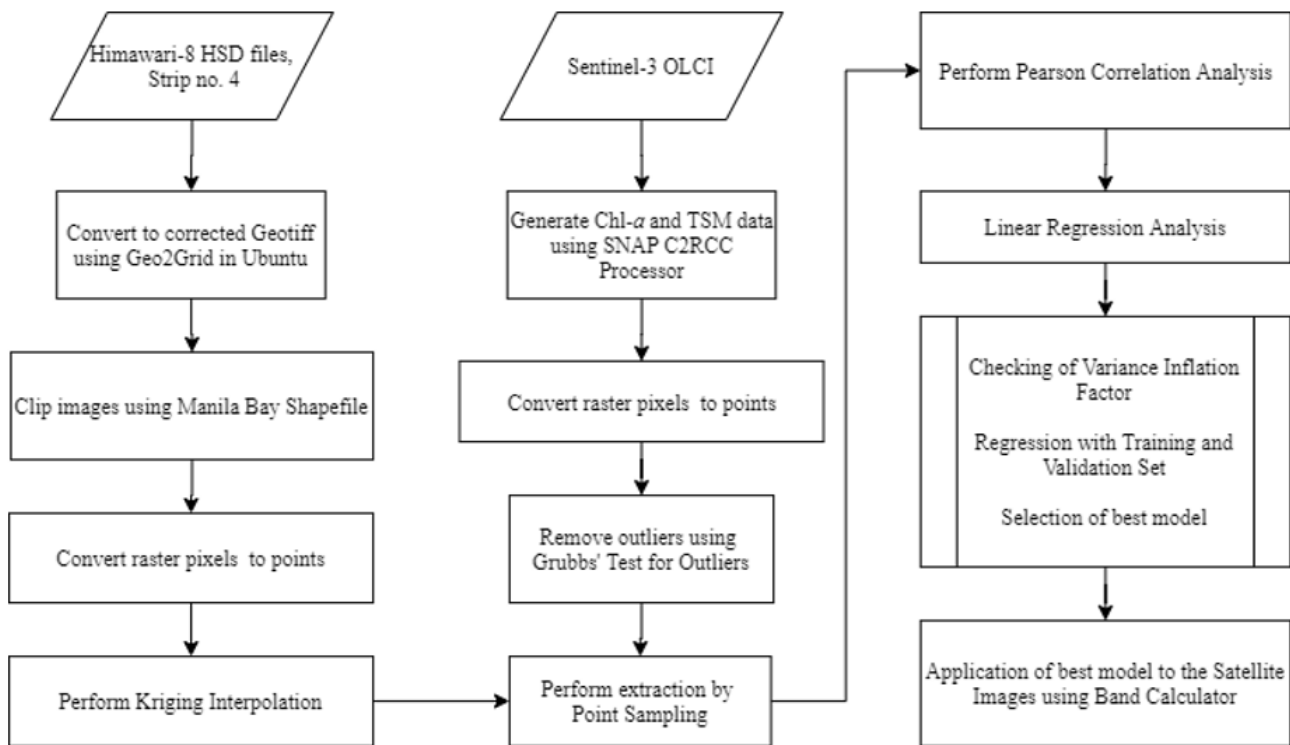 Himawari-8 HSD files,
Strip no. 4
Convert to corrected Geotiff
using Geo2Grid in Ubuntu
Clip images using Manila Bay Shapefile
Convert raster pixels to points
Perform Kriging Interpolation
Sentinel-3 OLCI
Generate Chl-a and TSM data
using SNAP C2RCC
Processor
Convert raster pixels to points
Remove outliers using
Grubbs' Test for Outliers
Perform extraction by
Point Sampling
Perform Pearson Correlation Analysis
Linear Regression Analysis
Checking of Variance Inflation
Factor
Regression with Training and
Validation Set
Selection of best model
Application of best model to the Satellite
Images using Band Calculator